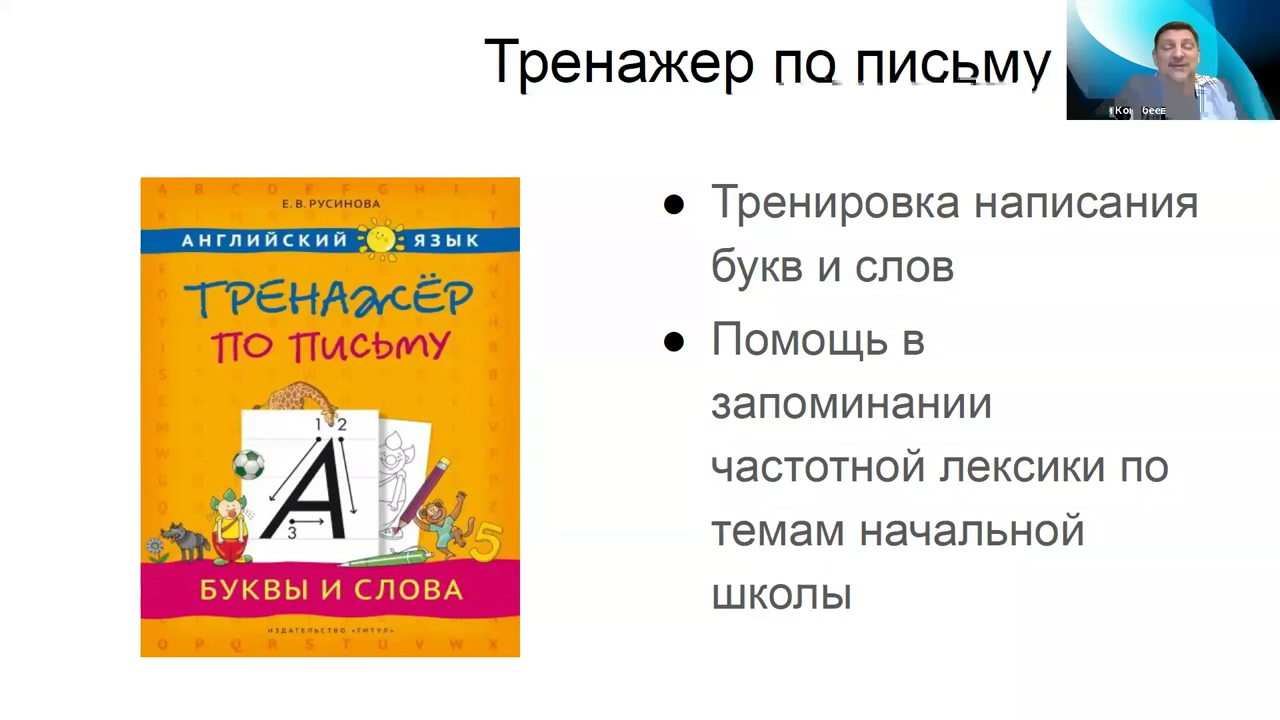 Тренажер по письму
Е. В. РУСИНОВА
АНГЛИЙСКИЙ ЯЗЫК
ТРЕНАЖЁР
ПО ПИСЬМУ
1 2
A
3
5
БУКВЫ И СЛОВА
ИЗДАТЕЛЬСТВО «ТИТУЛ»
● Тренировка написания
букв и слов
● Помощь в
запоминании
частотной лексики по
темам начальной
школы